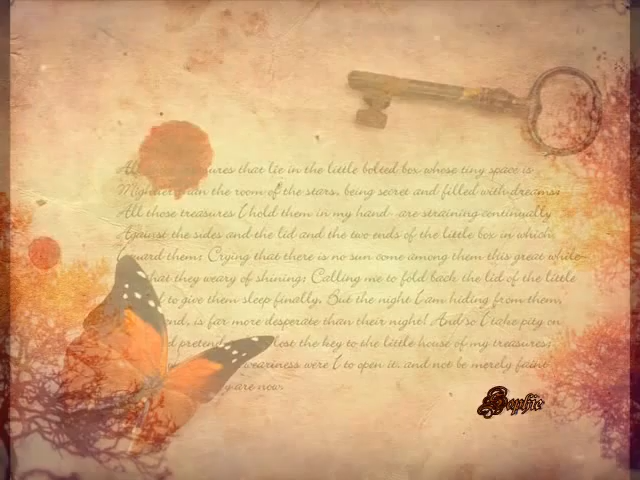 All ures that lie in the little bolted box whose tiny space is
Mightier than the room of the stars, being secret and filled with dreams;
All those treasures I hold them in my hand are straining continually
Against the sides and the lid and the two ends of the little box in which
I guard them; Crying that there is no sun come among them this great while
hat they weary of shining; Calling me to fold back the lid of the little
to give them sleep finally. But the night I am hiding from them,
end, is far more desperate than their night! And so I take pity on
d pretend lost the key to the little house of my treasures;
weariness were I to open it, and not be merely faint
y are now.
Sophie